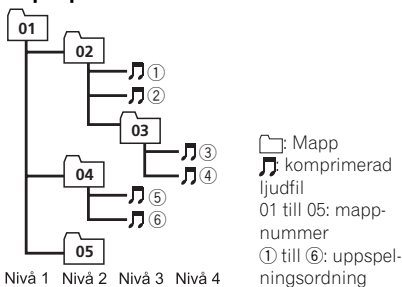 01
02
①
②
03
③
④
04
⑤
⑥
05
Nivå 1 Nivå 2 Nivå 3 Nivå 4
: Mapp
: komprimerad
ljudfil
01 till 05: mapp-
nummer
① till ⑥: uppspel-
ningsordning